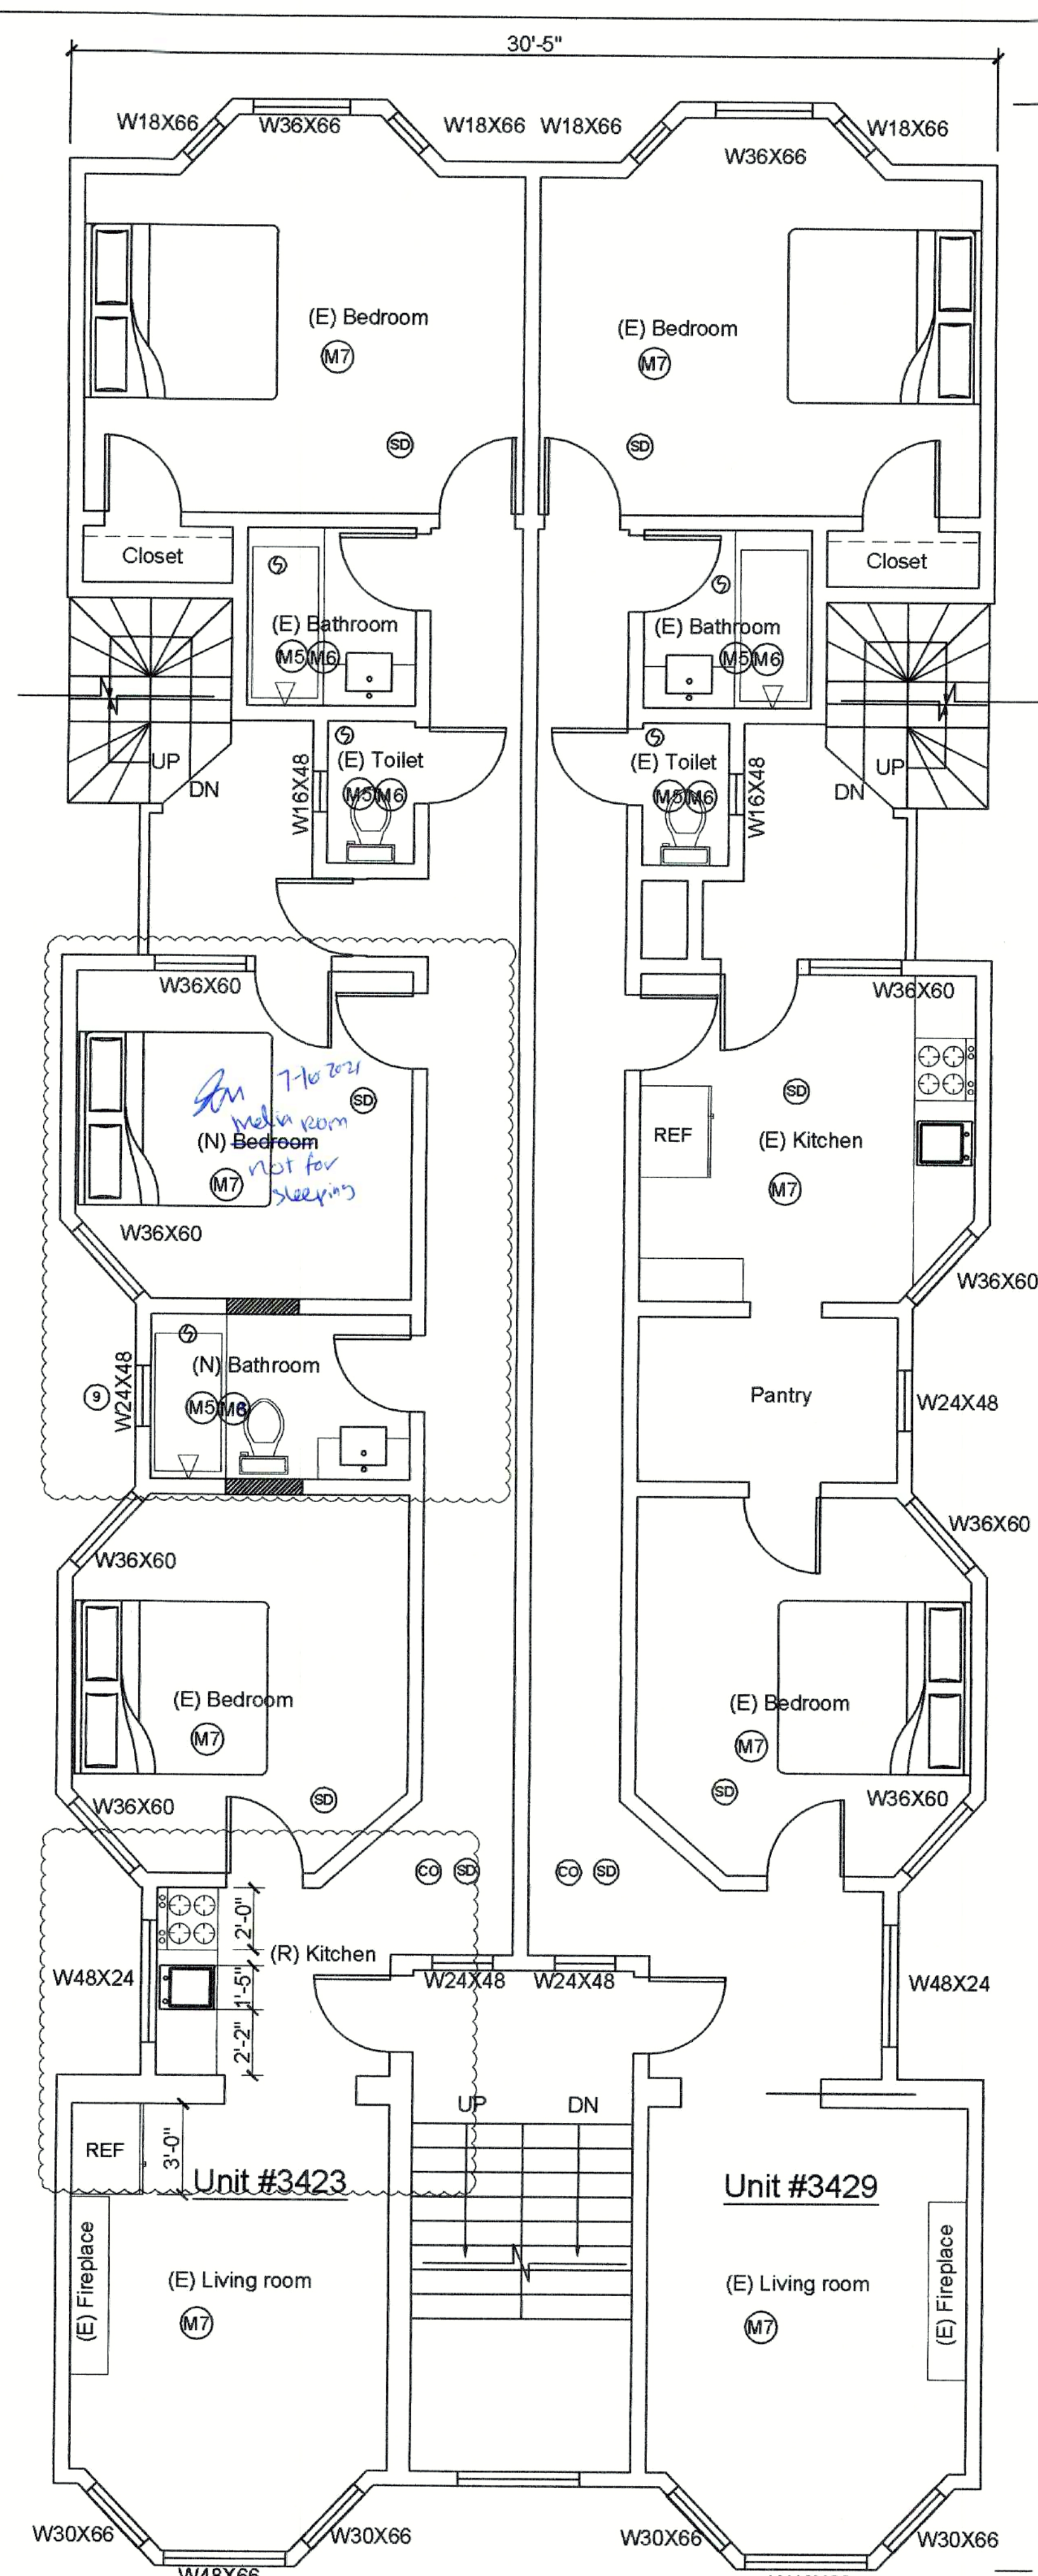 30'-5"
W18X66
W36X66
W18X66
W18X66
W36X66
W18X66
(E) Bedroom
M7
SD
(E) Bedroom
M7
SD
Closet
(E) Bathroom
M5 M6
(E) Bathroom
M5 M6
Closet
UP
DN
W16X48
(E) Toilet
M5 M6
(E) Toilet
M5 M6
W16X48
UP
DN
W36X60
7-16 2021
media room
(N) Bedroom
not for
sleeping
M7
SD
W36X60
W36X60
SD
REF
(E) Kitchen
M7
W36X60
9
W24X48
(N) Bathroom
M5 M6
Pantry
W24X48
W36X60
W36X60
(E) Bedroom
M7
SD
W36X60
(E) Bedroom
M7
SD
W36X60
CO SD
CO SD
W48X24
2'-0"
1'-5"
2'-2"
(R) Kitchen
W24X48
W24X48
W48X24
UP
DN
REF
3'-0"
Unit #3423
Unit #3429
(E) Fireplace
(E) Living room
M7
(E) Living room
M7
(E) Fireplace
W30X66
W48X66
W30X66
W30X66
W30X66